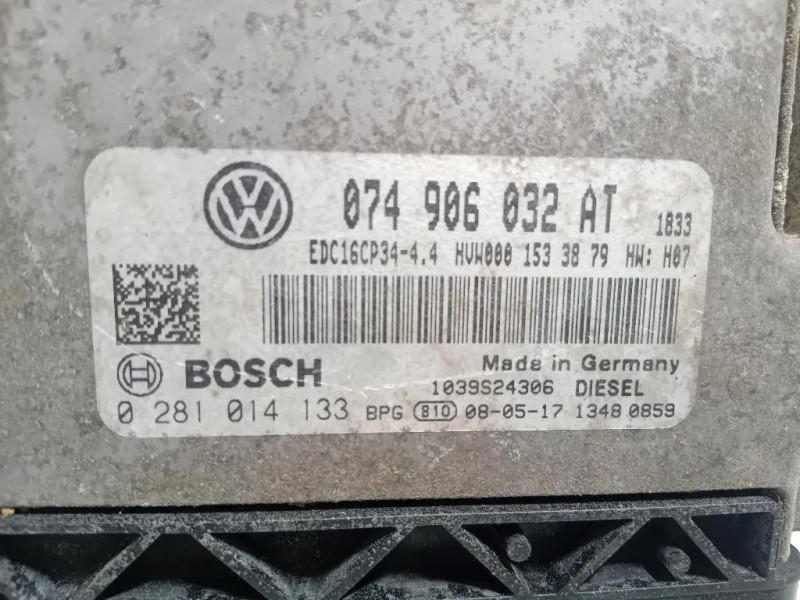 074 906 032 AT 1833
EDC16CP34-4.4 HVW000 153 38 79 HW: H07
BOSCH
Made in Germany
1039S24306 DIESEL
0 281 014 133 BPG 810 08-05-17 1348 0859